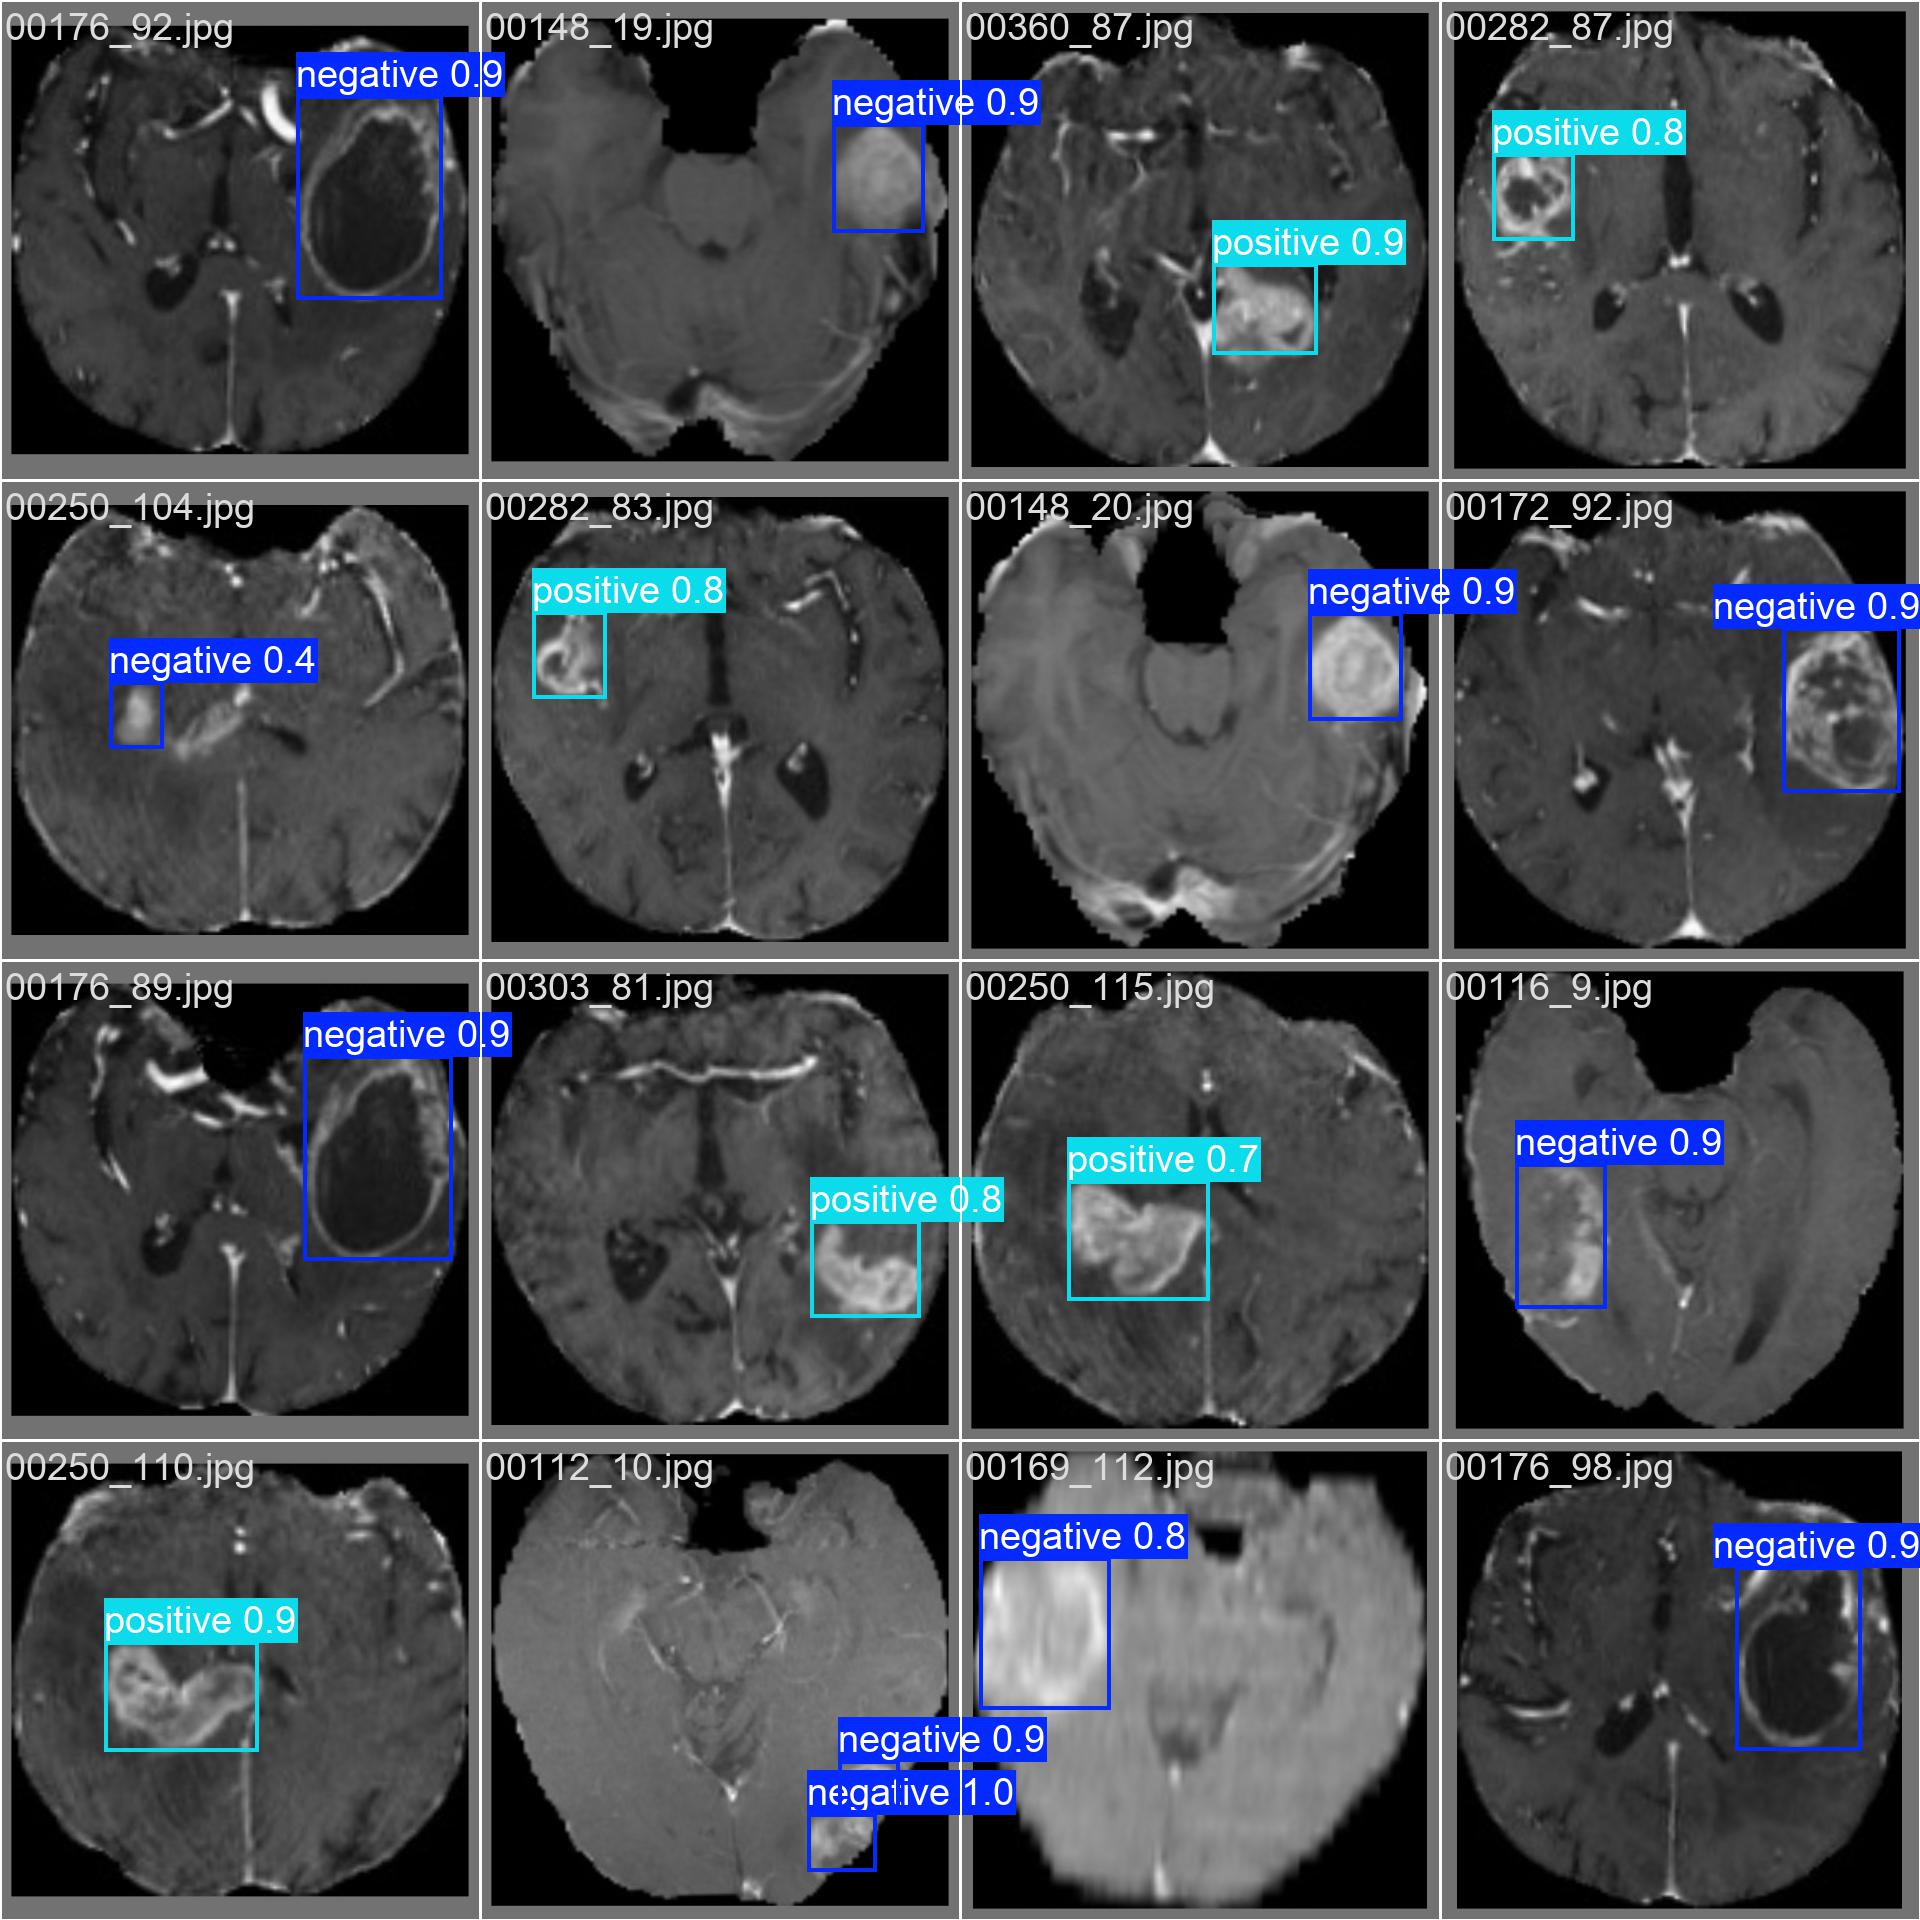 00176_92.jpg
negative 0.9
00148_19.jpg
negative 0.9
00360_87.jpg
positive 0.9
00282_87.jpg
positive 0.8
00250_104.jpg
negative 0.4
00282_83.jpg
positive 0.8
00148_20.jpg
negative 0.9
00172_92.jpg
negative 0.9
00176_89.jpg
negative 0.9
00303_81.jpg
positive 0.8
00250_115.jpg
positive 0.7
00116_9.jpg
negative 0.9
00250_110.jpg
positive 0.9
00112_10.jpg
negative 0.9
negative 1.0
00169_112.jpg
negative 0.8
00176_98.jpg
negative 0.9